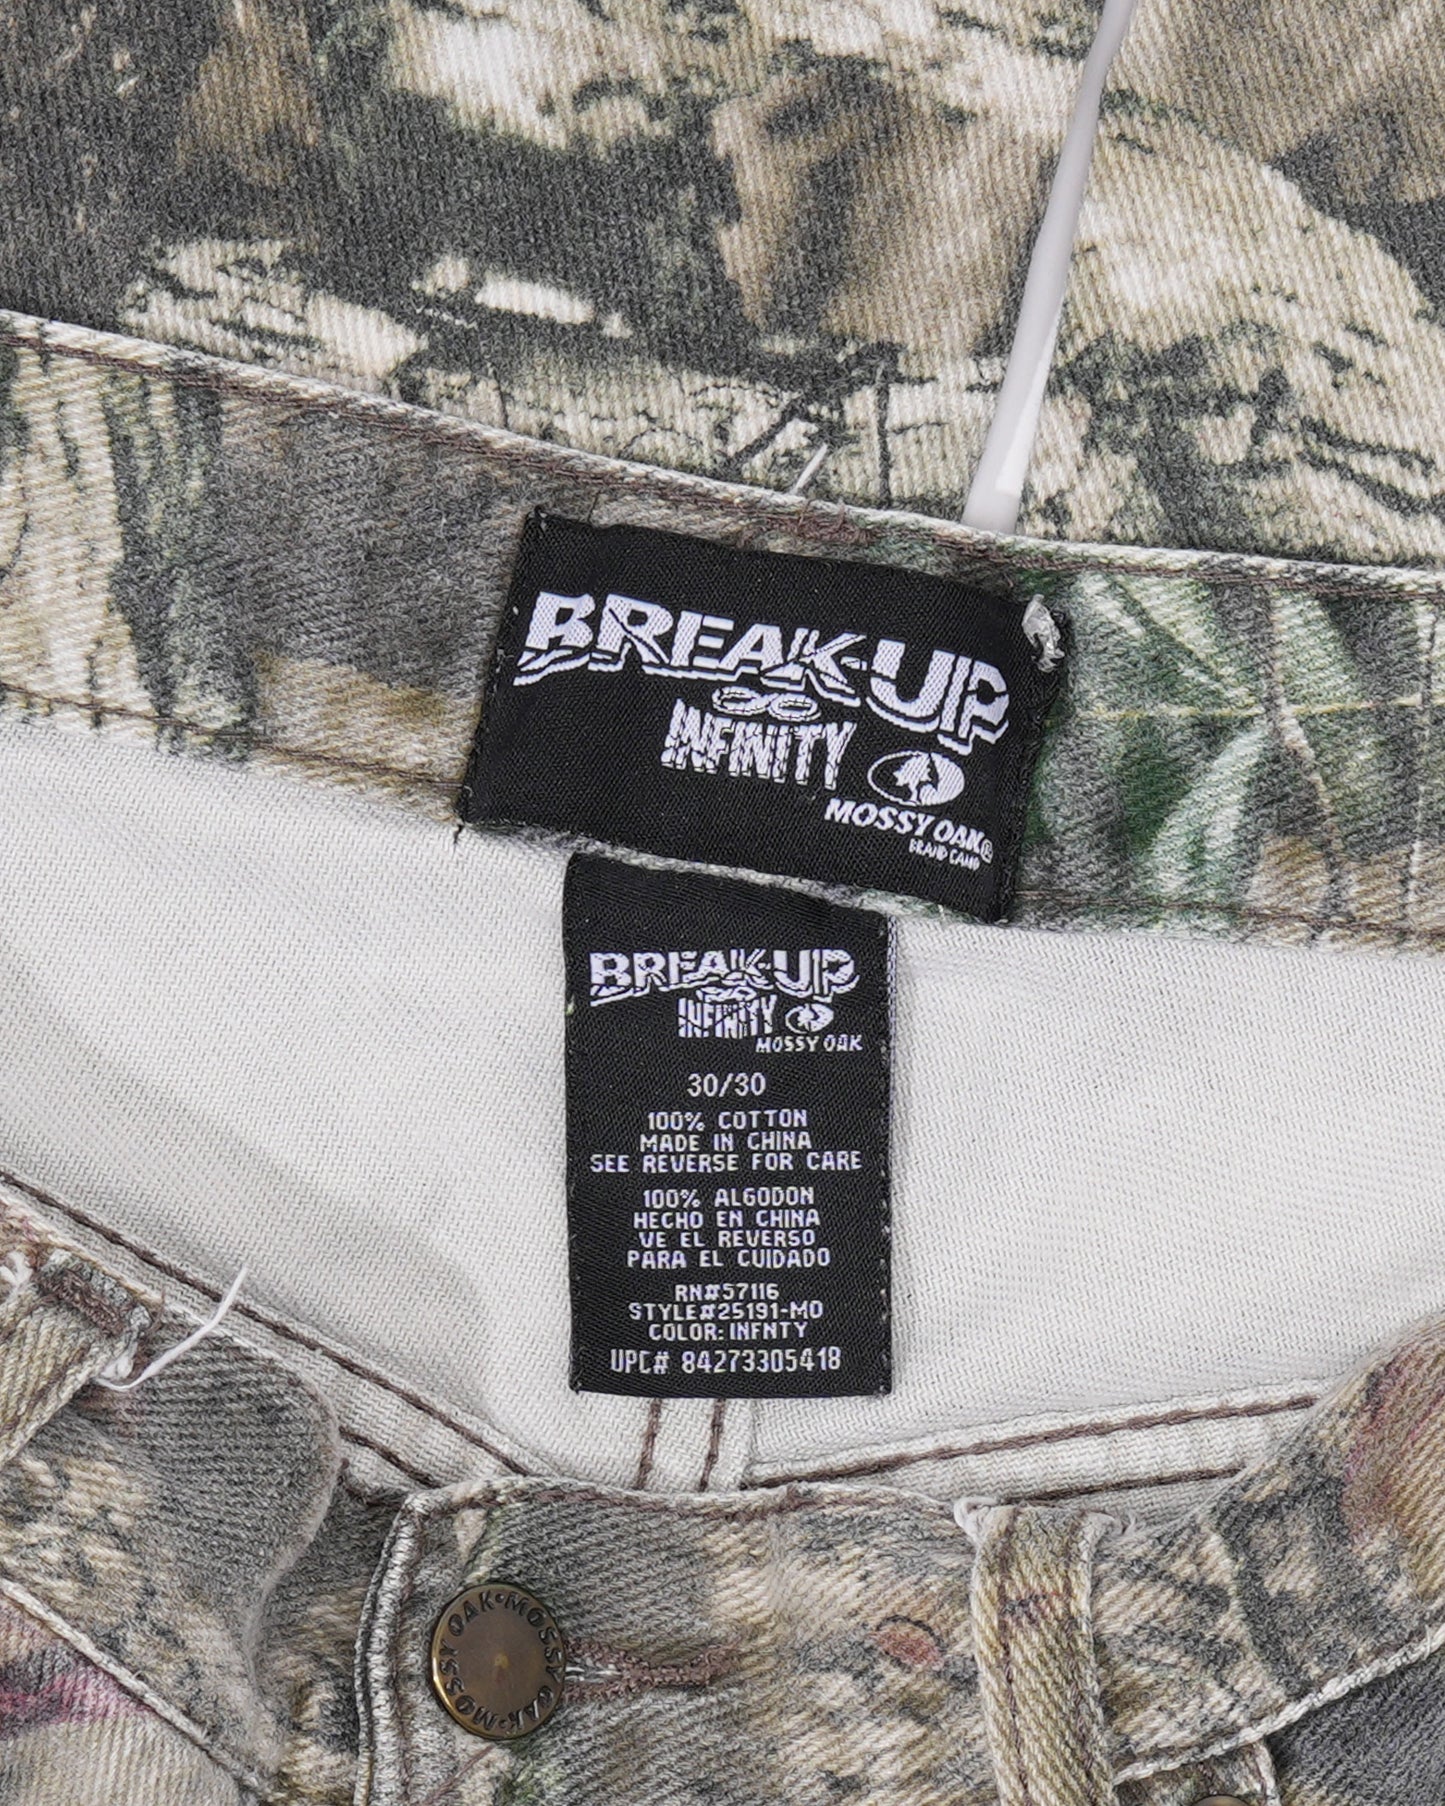 BREAK-UP
INFINITY
MOSSY OAK®
BRAND CAMO
BREAK-UP
INFINITY
MOSSY OAK
30/30
100% COTTON
MADE IN CHINA
SEE REVERSE FOR CARE
100% ALGODON
HECHO EN CHINA
VE EL REVERSO
PARA EL CUIDADO
RN#57116
STYLE#25191-MO
COLOR: INFNTY
UPC# 84273305418
MOSSY OAK•MOSSY OAK•